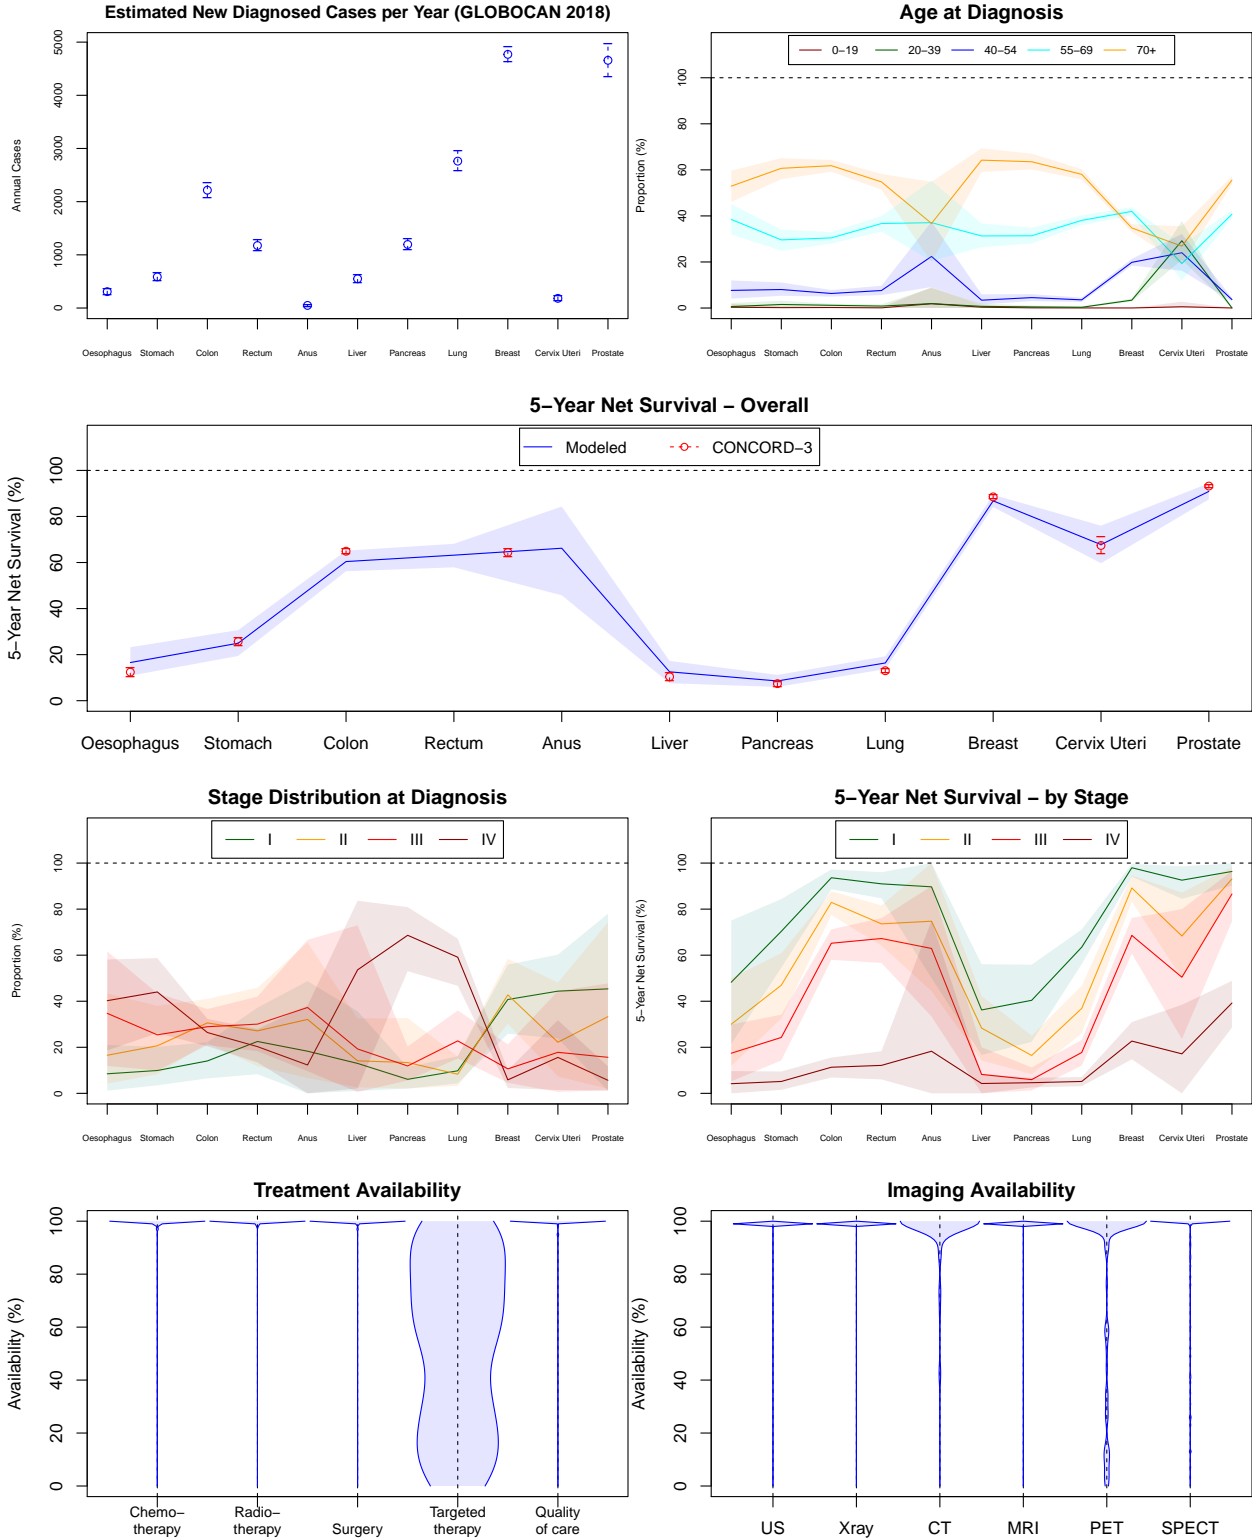 Estimated New Diagnosed Cases per Year (GLOBOCAN 2018)
Annual Cases
5000
4000
3000
2000
1000
0
Oesophagus Stomach Colon Rectum Anus Liver Pancreas Lung Breast Cervix Uteri Prostate
Age at Diagnosis
0−19 20−39 40−54 55−69 70+
Proportion (%)
100
80
60
40
20
0
Oesophagus Stomach Colon Rectum Anus Liver Pancreas Lung Breast Cervix Uteri Prostate
5−Year Net Survival − Overall
Modeled CONCORD−3
5−Year Net Survival (%)
100
80
60
40
20
0
Oesophagus Stomach Colon Rectum Anus Liver Pancreas Lung Breast Cervix Uteri Prostate
Stage Distribution at Diagnosis
I II III IV
Proportion (%)
100
80
60
40
20
0
Oesophagus Stomach Colon Rectum Anus Liver Pancreas Lung Breast Cervix Uteri Prostate
5−Year Net Survival − by Stage
I II III IV
5−Year Net Survival (%)
100
80
60
40
20
0
Oesophagus Stomach Colon Rectum Anus Liver Pancreas Lung Breast Cervix Uteri Prostate
Treatment Availability
Availability (%)
100
80
60
40
20
0
Chemo− Radio− Targeted Quality
therapy therapy Surgery therapy of care
Imaging Availability
Availability (%)
100
80
60
40
20
0
US Xray CT MRI PET SPECT